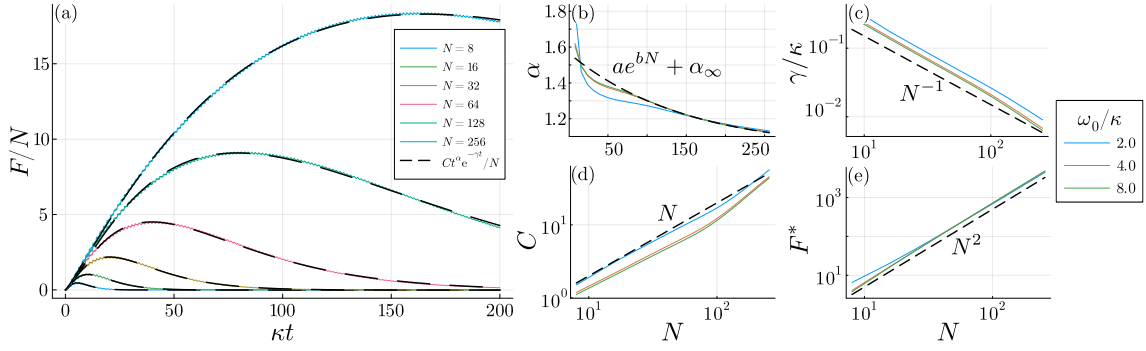 (a)
F/N
15
10
5
0
0
50
100
150
200
κt
N = 8
N = 16
N = 32
N = 64
N = 128
N = 256
Ct^α e^{−γt}/N
(b)
α
1.8
1.6
1.4
1.2
50
150
250
ae^{bN} + α_∞
(c)
γ/κ
10^{−1}
10^{−2}
10^1
10^2
N^{−1}
(d)
C
10^1
10^0
10^1
10^2
N
N
(e)
F*
10^3
10^1
10^1
10^2
N
N^2
ω_0/κ
2.0
4.0
8.0